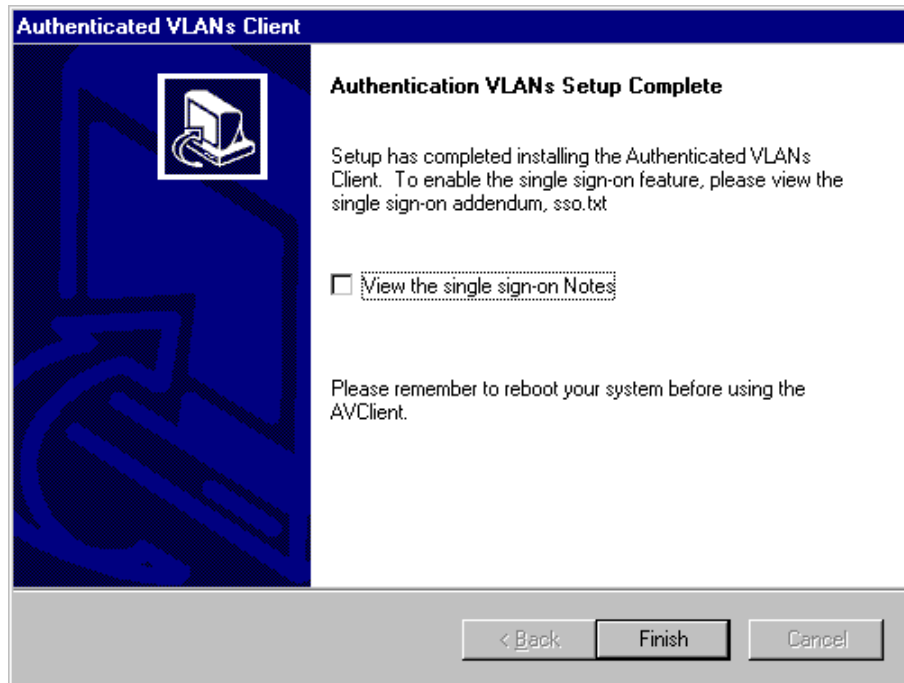 Authenticated VLANs Client
Authentication VLANs Setup Complete
Setup has completed installing the Authenticated VLANs
Client.  To enable the single sign-on feature, please view the
single sign-on addendum, sso.txt
View the single sign-on Notes
Please remember to reboot your system before using the
AVClient.
< Back
Finish
Cancel